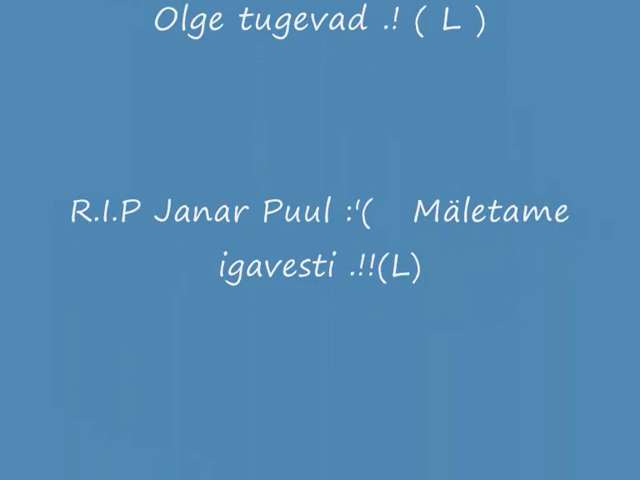 Olge tugevad .! ( L )
R.I.P Janar Puul :'( Mäletame
igavesti .!!(L)